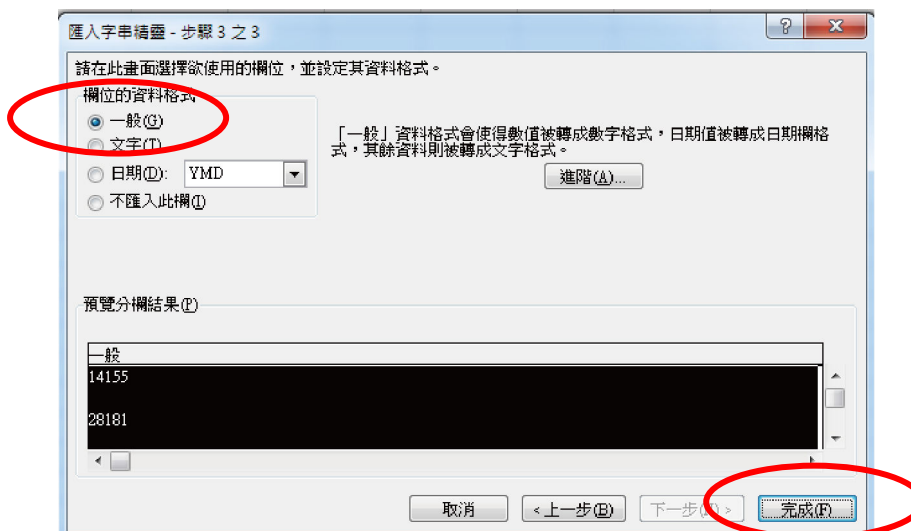 匯入字串精靈 - 步驟 3 之 3
請在此畫面選擇欲使用的欄位，並設定其資料格式。
欄位的資料格式
一般(G)
文字(T)
日期(D): YMD
不匯入此欄(I)
「一般」資料格式會使得數值被轉成數字格式，日期值被轉成日期欄格
式，其餘資料則被轉成文字格式。
進階(A)...
預覽分欄結果(P)
一般
14155
28181
取消
<上一步(B)
下一步(N)>
完成(F)